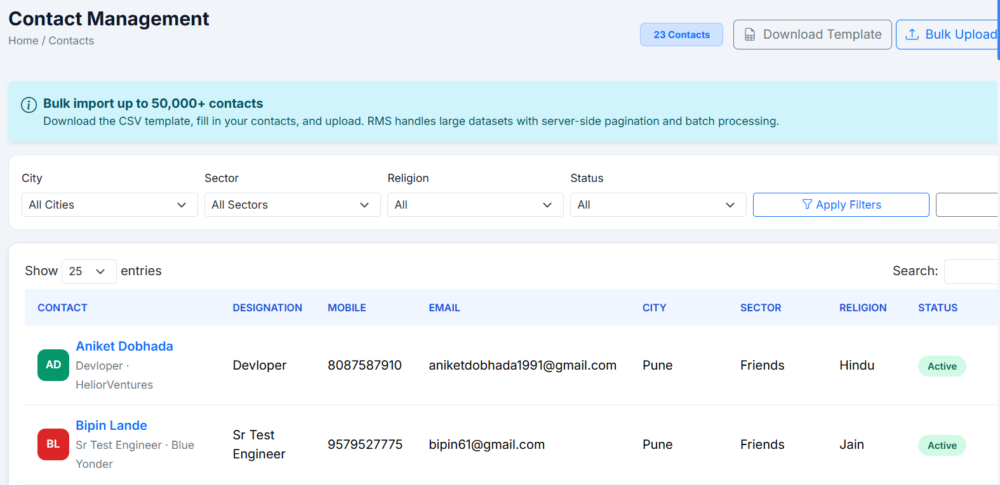 Contact Management
Home / Contacts
23 Contacts
Download Template
Bulk Upload
Bulk import up to 50,000+ contacts
Download the CSV template, fill in your contacts, and upload. RMS handles large datasets with server-side pagination and batch processing.
City
Sector
Religion
Status
All Cities
All Sectors
All
All
Apply Filters
Show 25 entries
Search:
CONTACT DESIGNATION MOBILE EMAIL CITY SECTOR RELIGION STATUS
AD
Aniket Dobhada
Devloper ·
HeliorVentures
Devloper
8087587910
aniketdobhada1991@gmail.com
Pune
Friends
Hindu
Active
BL
Bipin Lande
Sr Test Engineer · Blue
Yonder
Sr Test
Engineer
9579527775
bipin61@gmail.com
Pune
Friends
Jain
Active